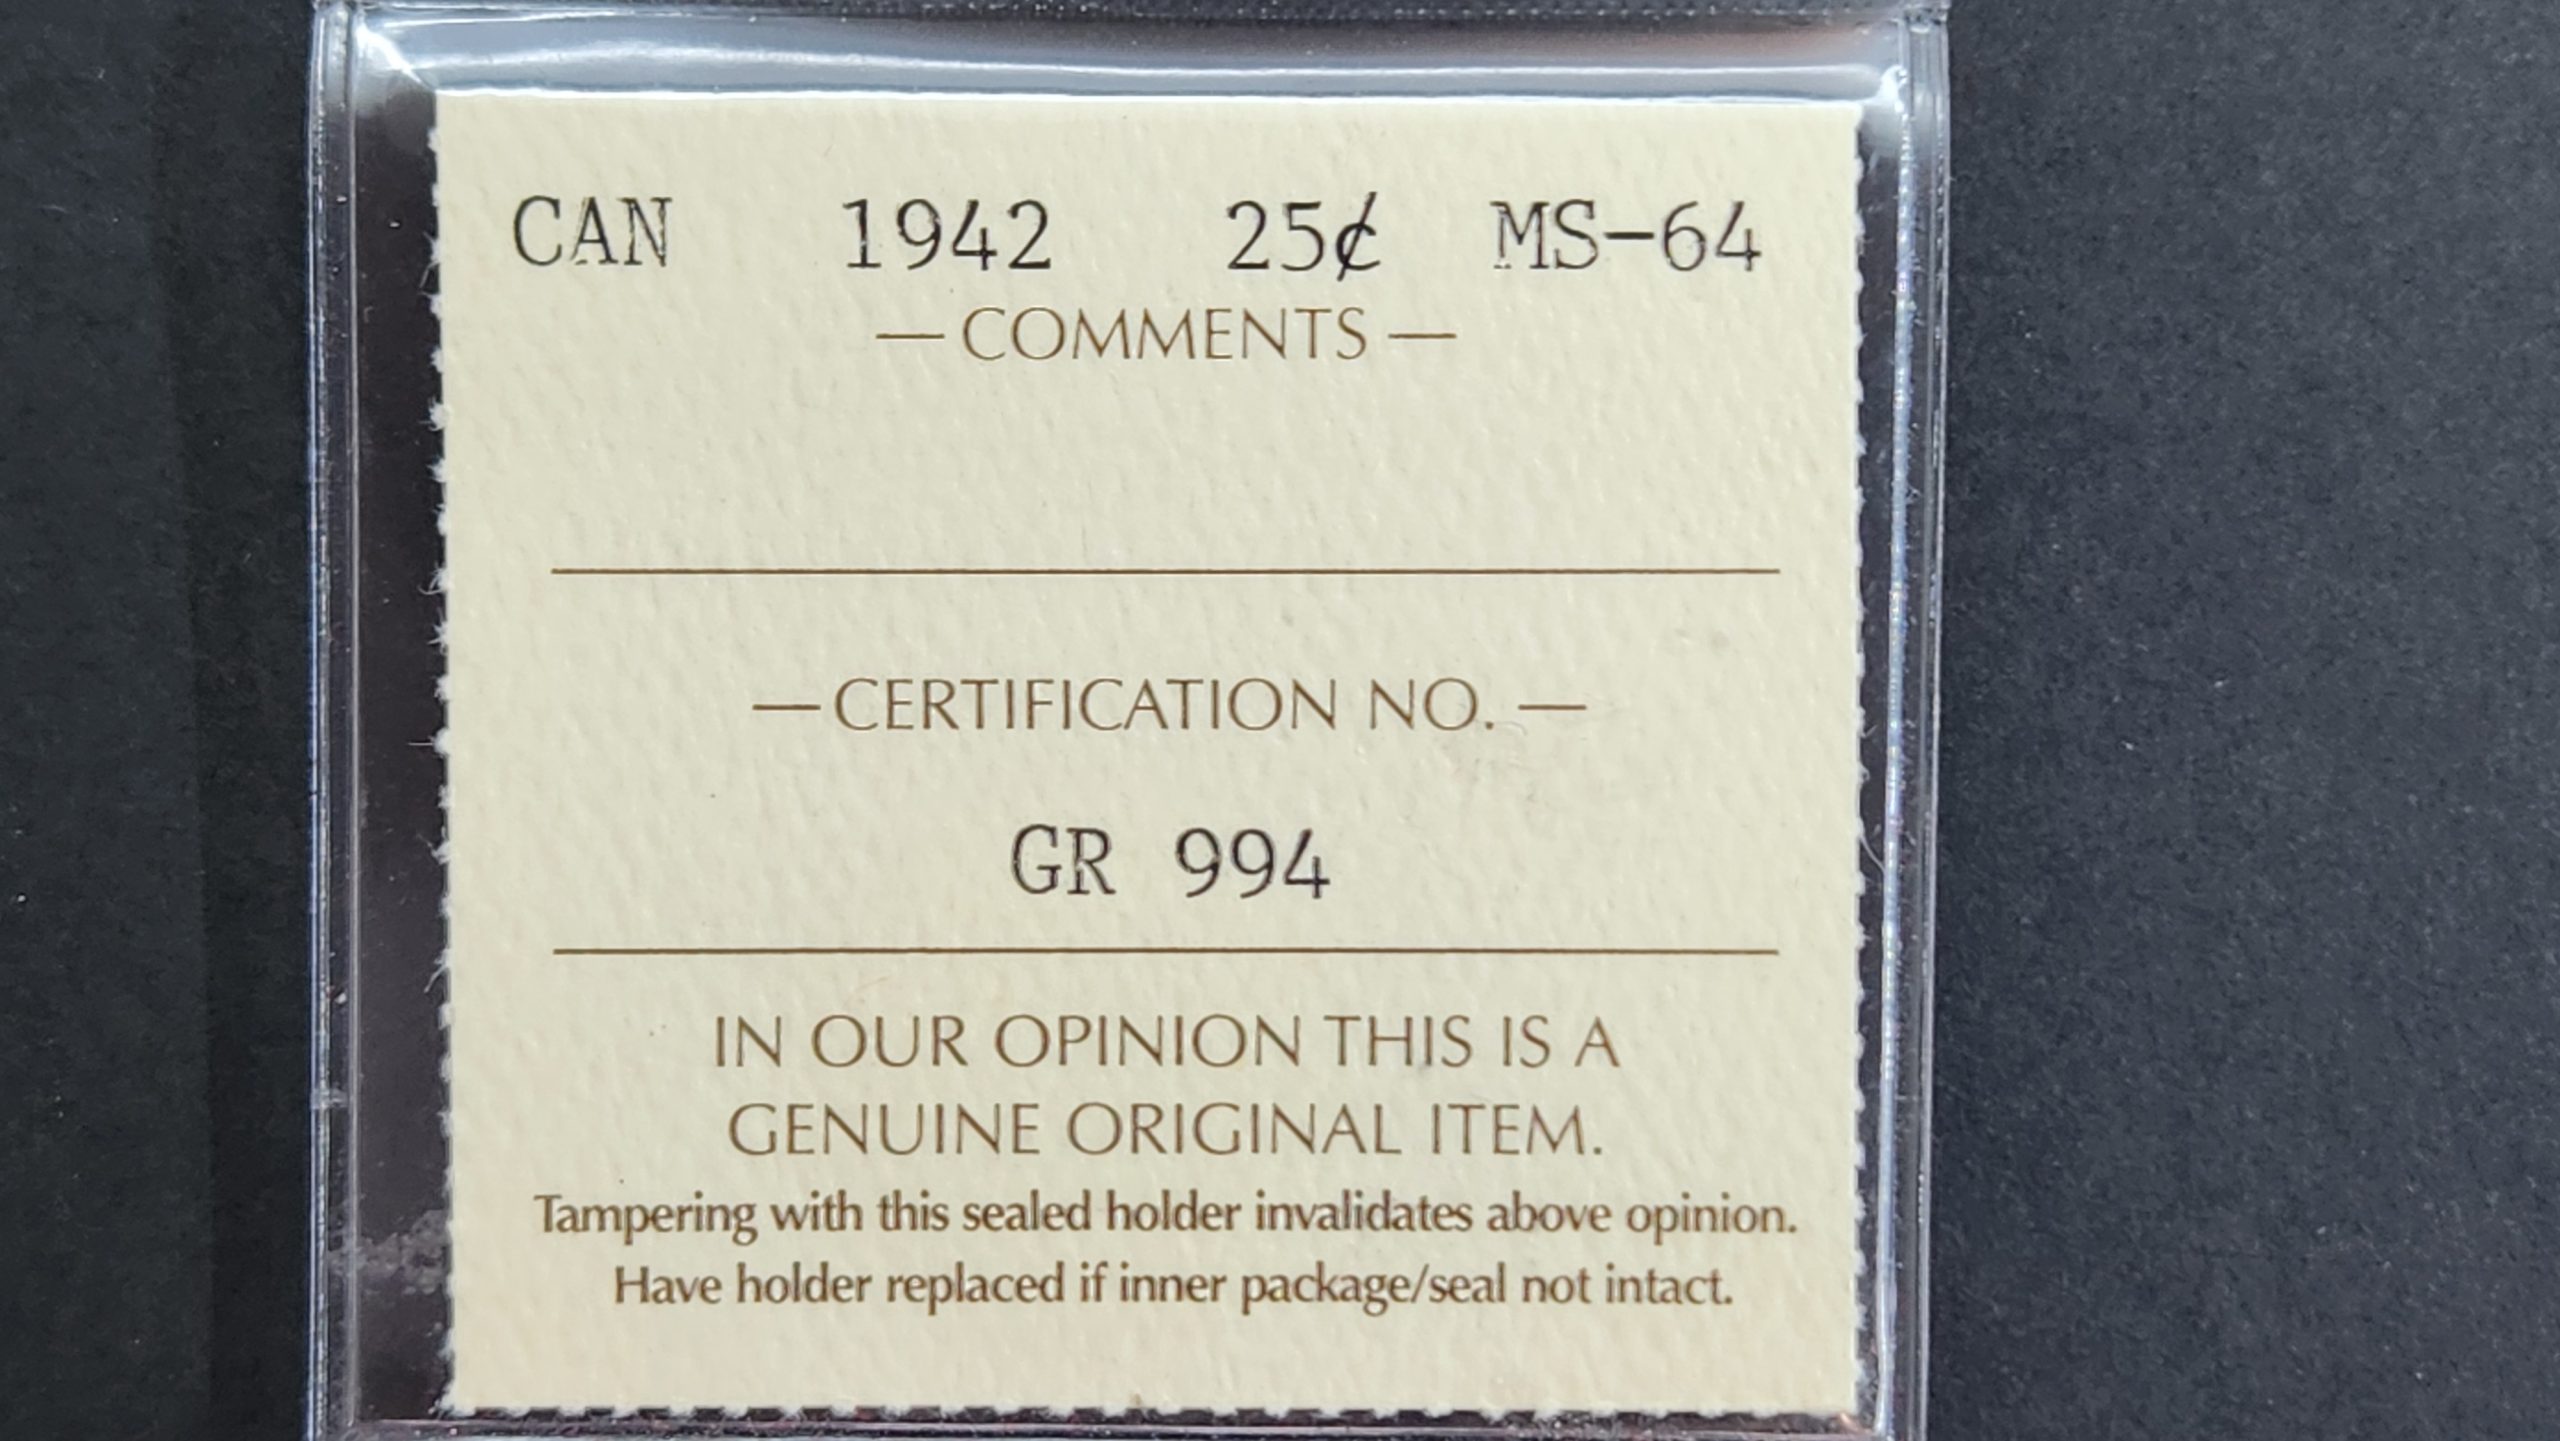 CAN 1942 25¢ MS-64
—COMMENTS—
—CERTIFICATION NO.—
GR 994
IN OUR OPINION THIS IS A
GENUINE ORIGINAL ITEM.
Tampering with this sealed holder invalidates above opinion.
Have holder replaced if inner package/seal not intact.